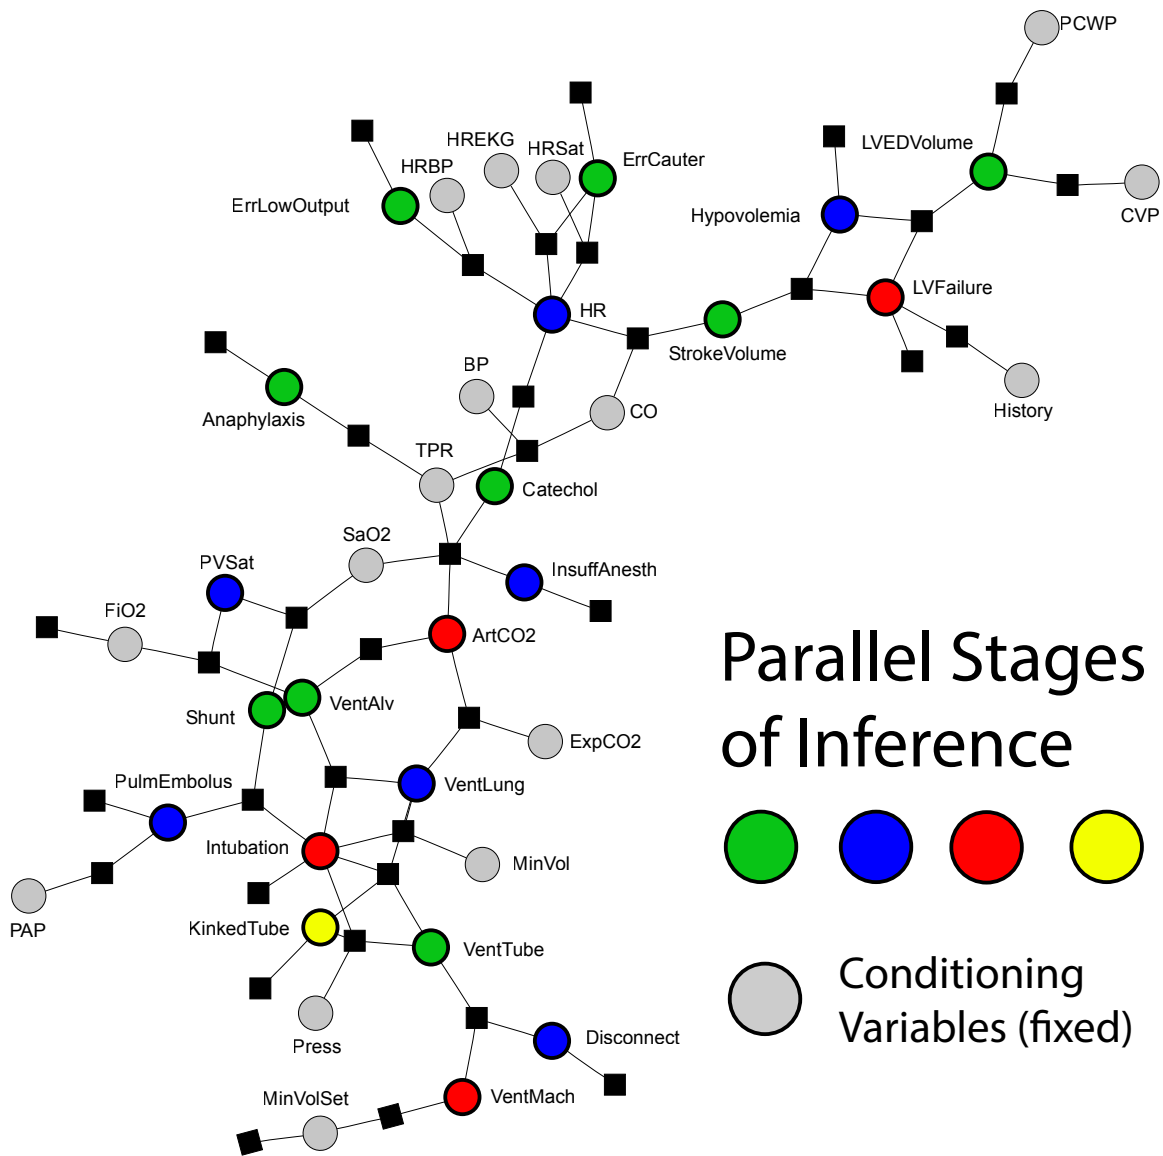 PCWP
HREKG
HRSat
LVEDVolume
ErrCauter
HRBP
ErrLowOutput
Hypovolemia
CVP
LVFailure
HR
StrokeVolume
BP
History
CO
Anaphylaxis
TPR
Catechol
SaO2
PVSat
InsuffAnesth
FiO2
ArtCO2
Parallel Stages
of Inference
Shunt
VentAlv
ExpCO2
PulmEmbolus
VentLung
Intubation
MinVol
PAP
KinkedTube
VentTube
Conditioning
Variables (fixed)
Press
Disconnect
MinVolSet
VentMach